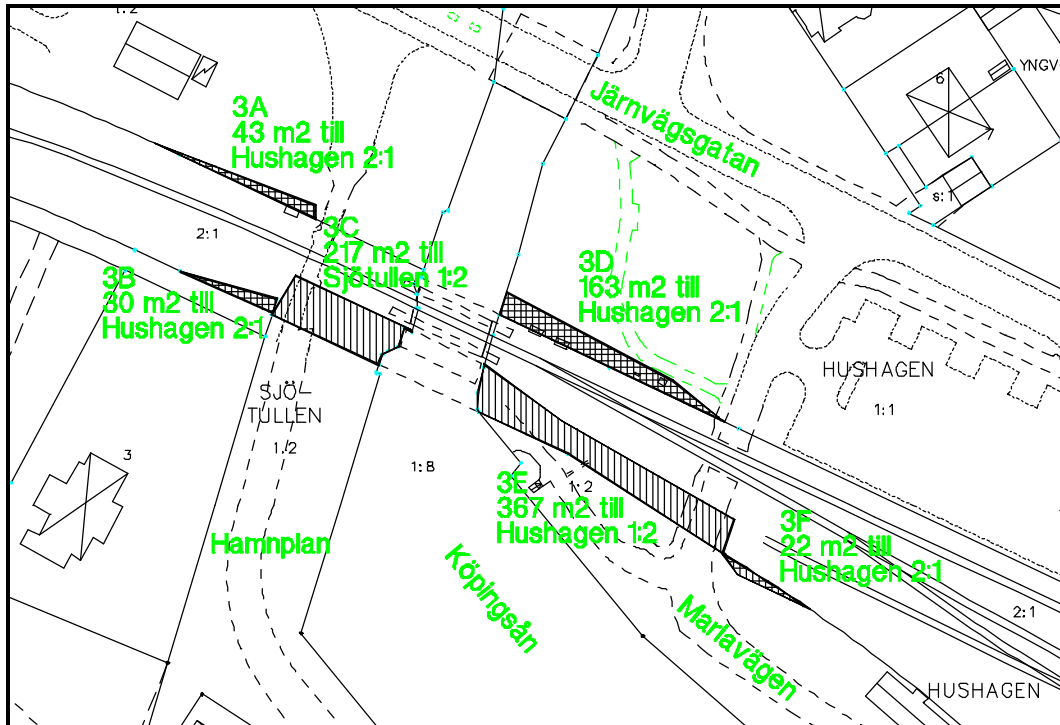 1:2
3A
43 m2 till
Hushagen 2:1
Järnvägsgatan
6
YNGV
s:1
2:1
3C
217 m2 till
Sjötullen 1:2
3B
30 m2 till
Hushagen 2:1
3D
163 m2 till
Hushagen 2:1
HUSHAGEN
1:1
SJÖ-
TULLEN
1:2
3
1:8
1:2
3E
367 m2 till
Hushagen 1:2
3F
22 m2 till
Hushagen 2:1
Hamnplan
Köpingsån
Marlavägen
2:1
HUSHAGEN